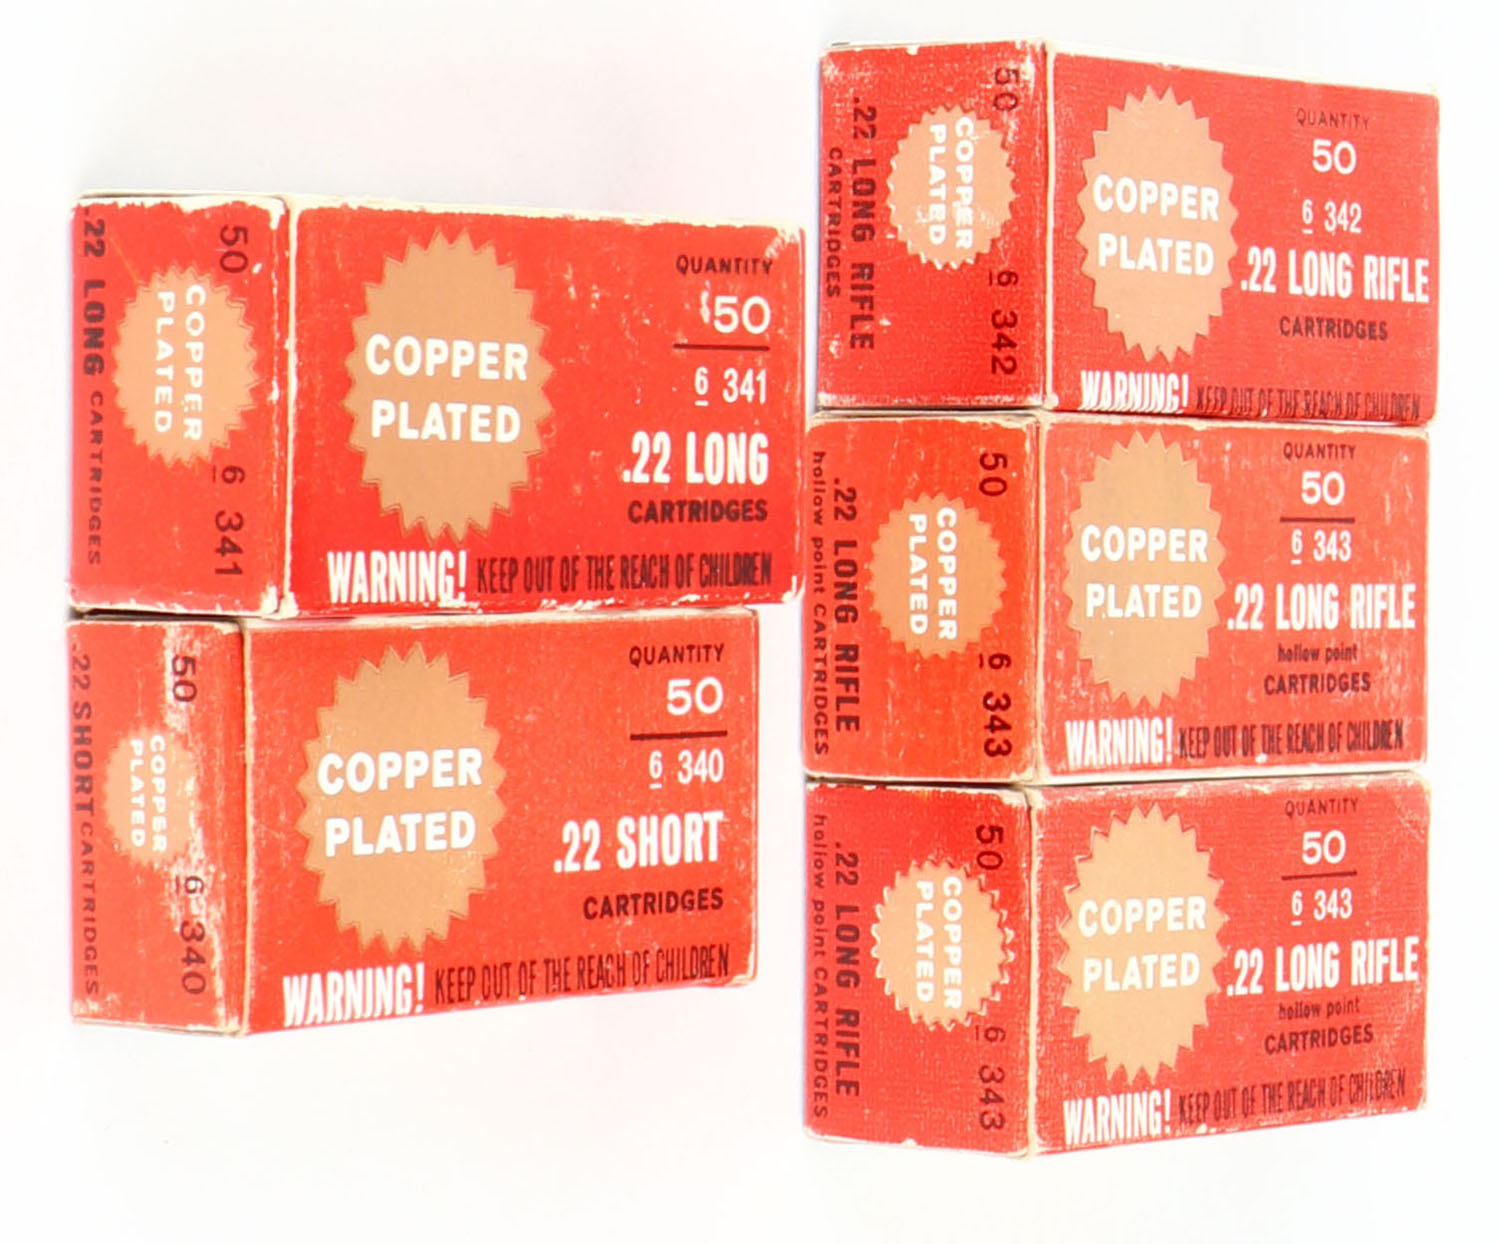 .22 LONG CARTRIDGES
COPPER
PLATED
50
6 341
COPPER
PLATED
QUANTITY
50
6 341
.22 LONG
CARTRIDGES
WARNING! KEEP OUT OF THE REACH OF CHILDREN
.22 SHORT CARTRIDGES
COPPER
PLATED
50
6 340
COPPER
PLATED
QUANTITY
50
6 340
.22 SHORT
CARTRIDGES
WARNING! KEEP OUT OF THE REACH OF CHILDREN
50
6 342
COPPER
PLATED
.22 LONG RIFLE
CARTRIDGES
COPPER
PLATED
QUANTITY
50
6 342
.22 LONG RIFLE
CARTRIDGES
WARNING! KEEP OUT OF THE REACH OF CHILDREN
50
6 343
COPPER
PLATED
.22 LONG RIFLE
hollow point CARTRIDGES
COPPER
PLATED
QUANTITY
50
6 343
.22 LONG RIFLE
hollow point
CARTRIDGES
WARNING! KEEP OUT OF THE REACH OF CHILDREN
50
6 343
COPPER
PLATED
.22 LONG RIFLE
hollow point CARTRIDGES
COPPER
PLATED
QUANTITY
50
6 343
.22 LONG RIFLE
hollow point
CARTRIDGES
WARNING! KEEP OUT OF THE REACH OF CHILDREN